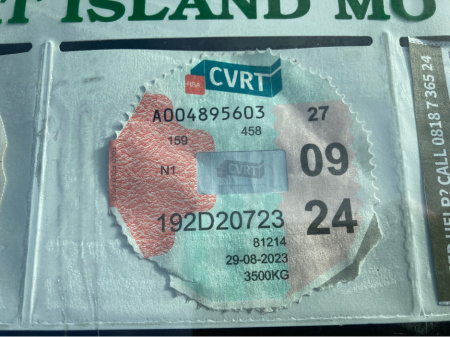 ISLAND MO
RSA CVRT
A004895603 27
159 458
N1 CVRT 09
192D20723 24
81214
29-08-2023
3500KG
HELP? CALL 0818 7 365 24